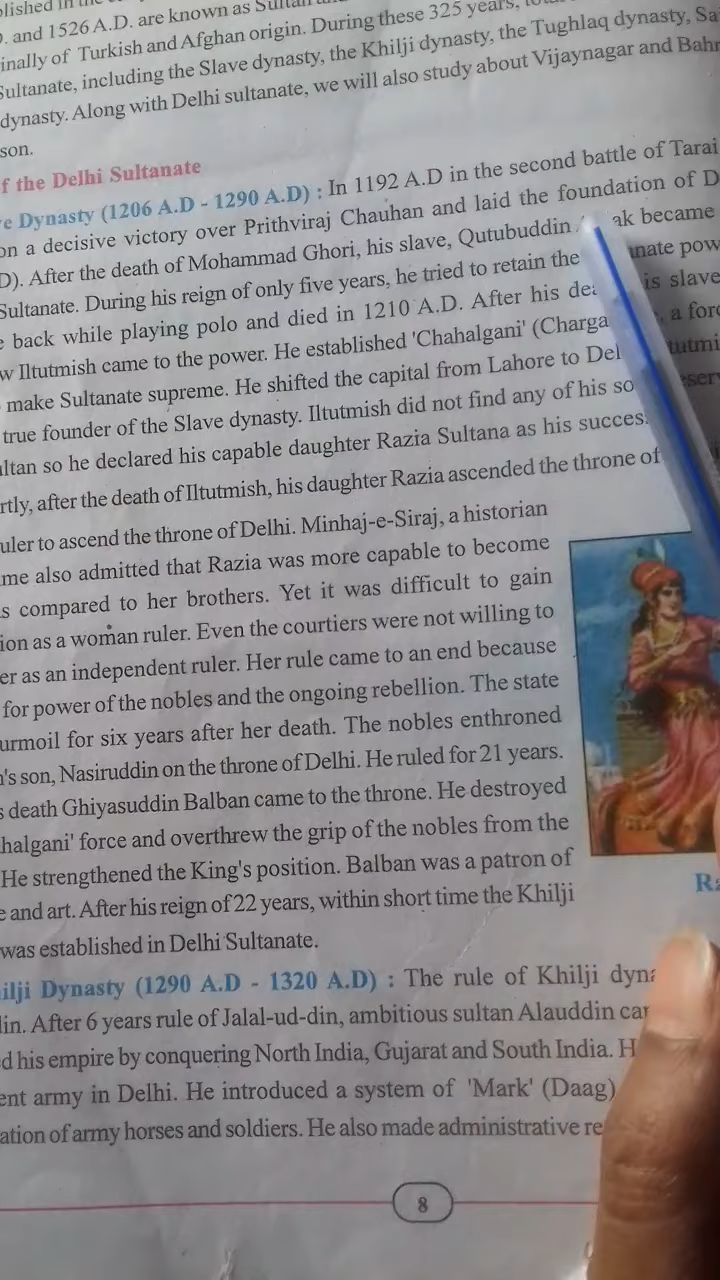 plished in the
D. and 1526 A.D. are known as Sultan
inally of Turkish and Afghan origin. During these 325 years,
Sultanate, including the Slave dynasty, the Khilji dynasty, the Tughlaq dynasty, Sa
dynasty. Along with Delhi sultanate, we will also study about Vijaynagar and Bahm
son.
f the Delhi Sultanate
e Dynasty (1206 A.D - 1290 A.D) : In 1192 A.D in the second battle of Tarai
on a decisive victory over Prithviraj Chauhan and laid the foundation of D
D). After the death of Mohammad Ghori, his slave, Qutubuddin ak became
Sultanate. During his reign of only five years, he tried to retain the nate pow
e back while playing polo and died in 1210 A.D. After his dea is slave
w Iltutmish came to the power. He established 'Chahalgani' (Charga , a forc
make Sultanate supreme. He shifted the capital from Lahore to Del tutmi
true founder of the Slave dynasty. Iltutmish did not find any of his so eserv
ltan so he declared his capable daughter Razia Sultana as his success
rtly, after the death of Iltutmish, his daughter Razia ascended the throne of
uler to ascend the throne of Delhi. Minhaj-e-Siraj, a historian
me also admitted that Razia was more capable to become
s compared to her brothers. Yet it was difficult to gain
ion as a woman ruler. Even the courtiers were not willing to
er as an independent ruler. Her rule came to an end because
for power of the nobles and the ongoing rebellion. The state
urmoil for six years after her death. The nobles enthroned
's son, Nasiruddin on the throne of Delhi. He ruled for 21 years.
s death Ghiyasuddin Balban came to the throne. He destroyed
halgani' force and overthrew the grip of the nobles from the
He strengthened the King's position. Balban was a patron of
e and art. After his reign of 22 years, within short time the Khilji
was established in Delhi Sultanate.
Ra
ilji Dynasty (1290 A.D - 1320 A.D) : The rule of Khilji dyna
din. After 6 years rule of Jalal-ud-din, ambitious sultan Alauddin cam
d his empire by conquering North India, Gujarat and South India. H
ent army in Delhi. He introduced a system of 'Mark' (Daag)
ation of army horses and soldiers. He also made administrative re
8